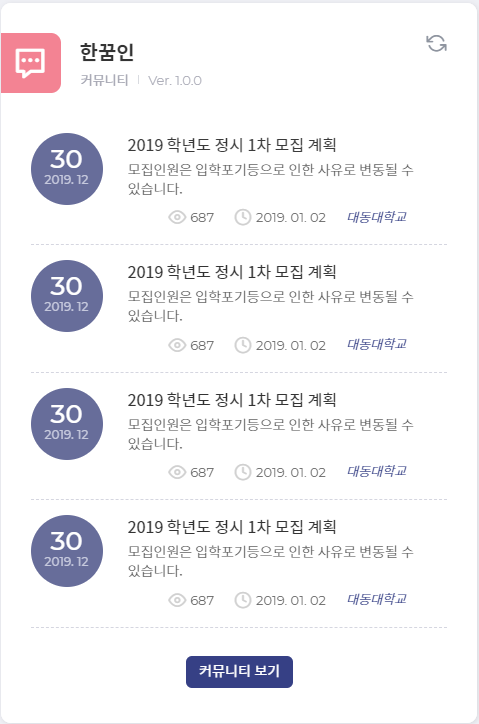 한꿈인
커뮤니티 | Ver. 1.0.0
30
2019. 12
2019 학년도 정시 1차 모집 계획
모집인원은 입학포기등으로 인한 사유로 변동될 수
있습니다.
687 2019. 01. 02 대동대학교
30
2019. 12
2019 학년도 정시 1차 모집 계획
모집인원은 입학포기등으로 인한 사유로 변동될 수
있습니다.
687 2019. 01. 02 대동대학교
30
2019. 12
2019 학년도 정시 1차 모집 계획
모집인원은 입학포기등으로 인한 사유로 변동될 수
있습니다.
687 2019. 01. 02 대동대학교
30
2019. 12
2019 학년도 정시 1차 모집 계획
모집인원은 입학포기등으로 인한 사유로 변동될 수
있습니다.
687 2019. 01. 02 대동대학교
커뮤니티 보기